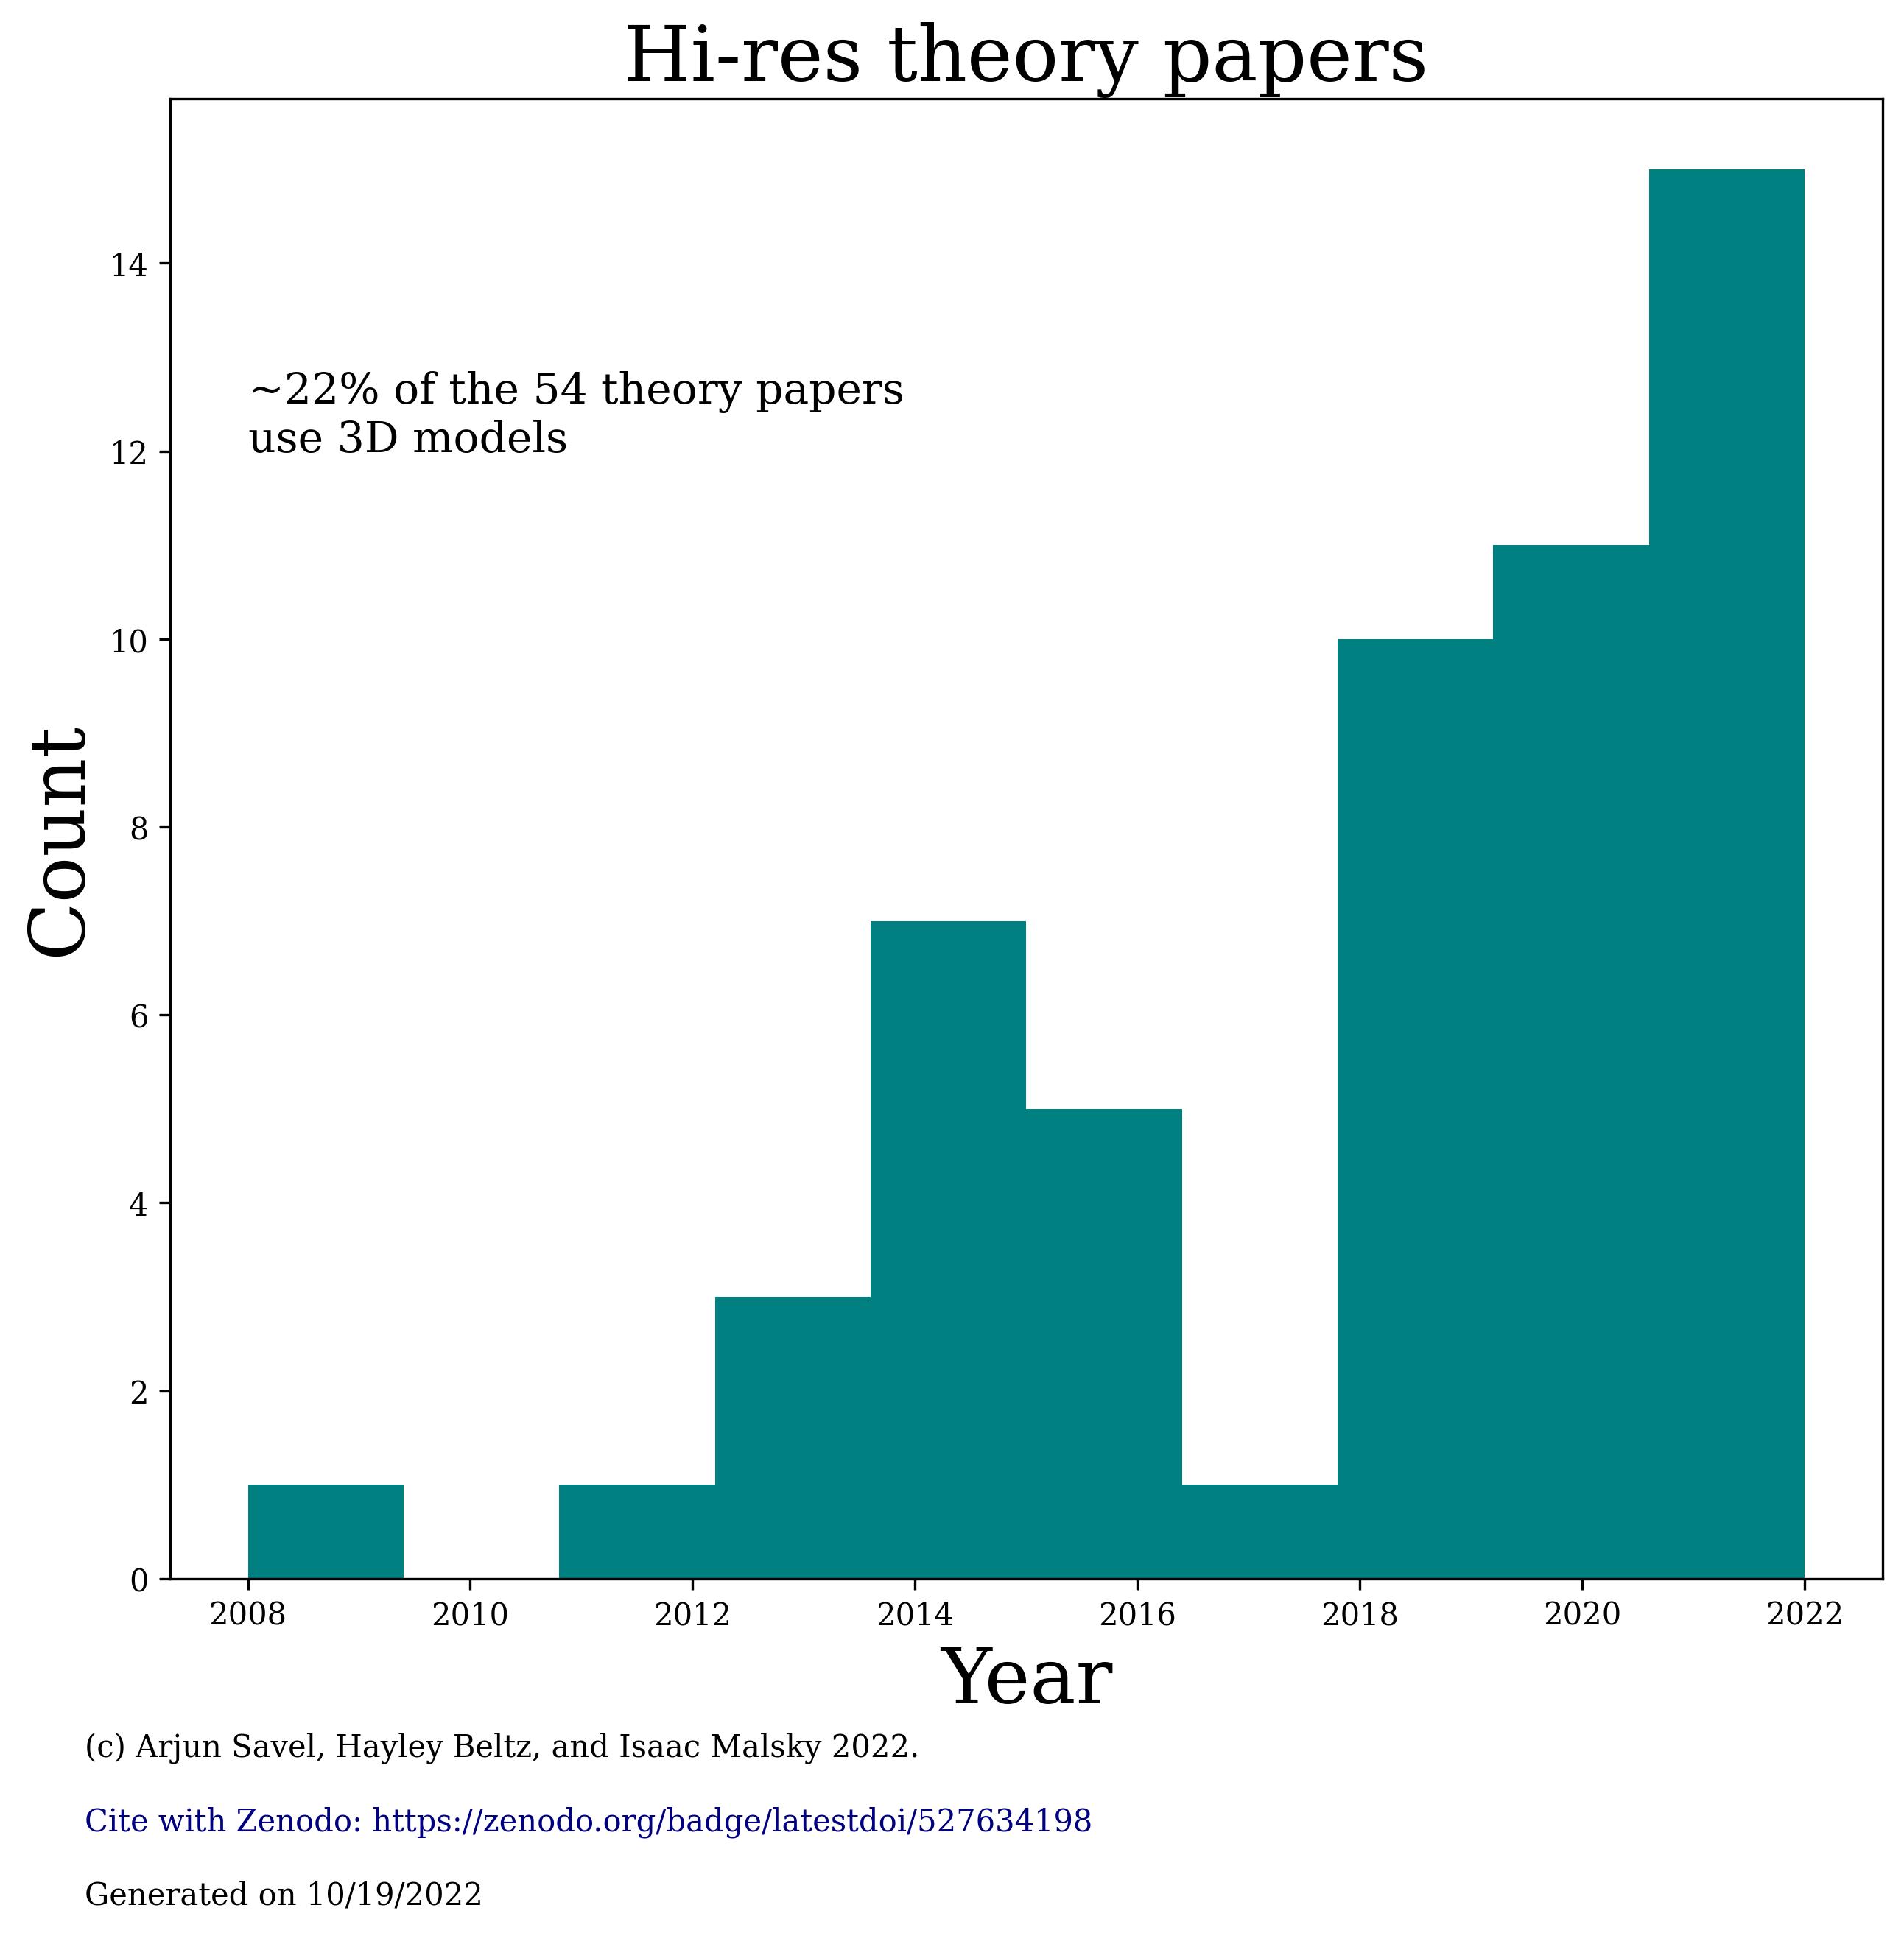 Hi-res theory papers
14
~22% of the 54 theory papers
use 3D models
12
10
8
6
4
2
0
Count
2008 2010 2012 2014 2016 2018 2020 2022
Year
(c) Arjun Savel, Hayley Beltz, and Isaac Malsky 2022.
Cite with Zenodo: https://zenodo.org/badge/latestdoi/527634198
Generated on 10/19/2022